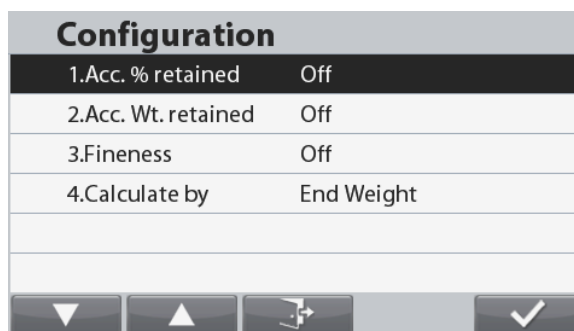 Configuration
1.Acc. % retained Off
2.Acc. Wt. retained Off
3.Fineness Off
4.Calculate by End Weight